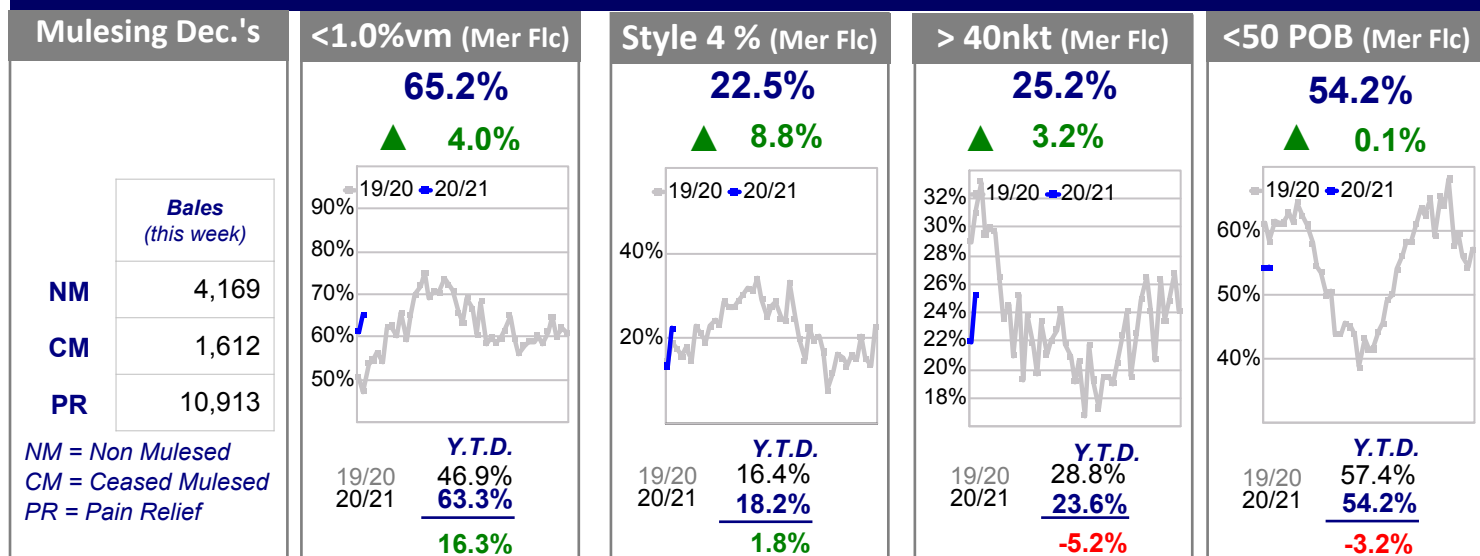 Mulesing Dec.'s
Bales
(this week)
NM 4,169
CM 1,612
PR 10,913
NM = Non Mulesed
CM = Ceased Mulesed
PR = Pain Relief
<1.0%vm (Mer Flc)
65.2%
▲ 4.0%
19/20 20/21
90%
80%
70%
60%
50%
Y.T.D.
19/20 46.9%
20/21 63.3%
16.3%
Style 4 % (Mer Flc)
22.5%
▲ 8.8%
19/20 20/21
40%
20%
Y.T.D.
19/20 16.4%
20/21 18.2%
1.8%
> 40nkt (Mer Flc)
25.2%
▲ 3.2%
19/20 20/21
32%
30%
28%
26%
24%
22%
20%
18%
Y.T.D.
19/20 28.8%
20/21 23.6%
-5.2%
<50 POB (Mer Flc)
54.2%
▲ 0.1%
19/20 20/21
60%
50%
40%
Y.T.D.
19/20 57.4%
20/21 54.2%
-3.2%